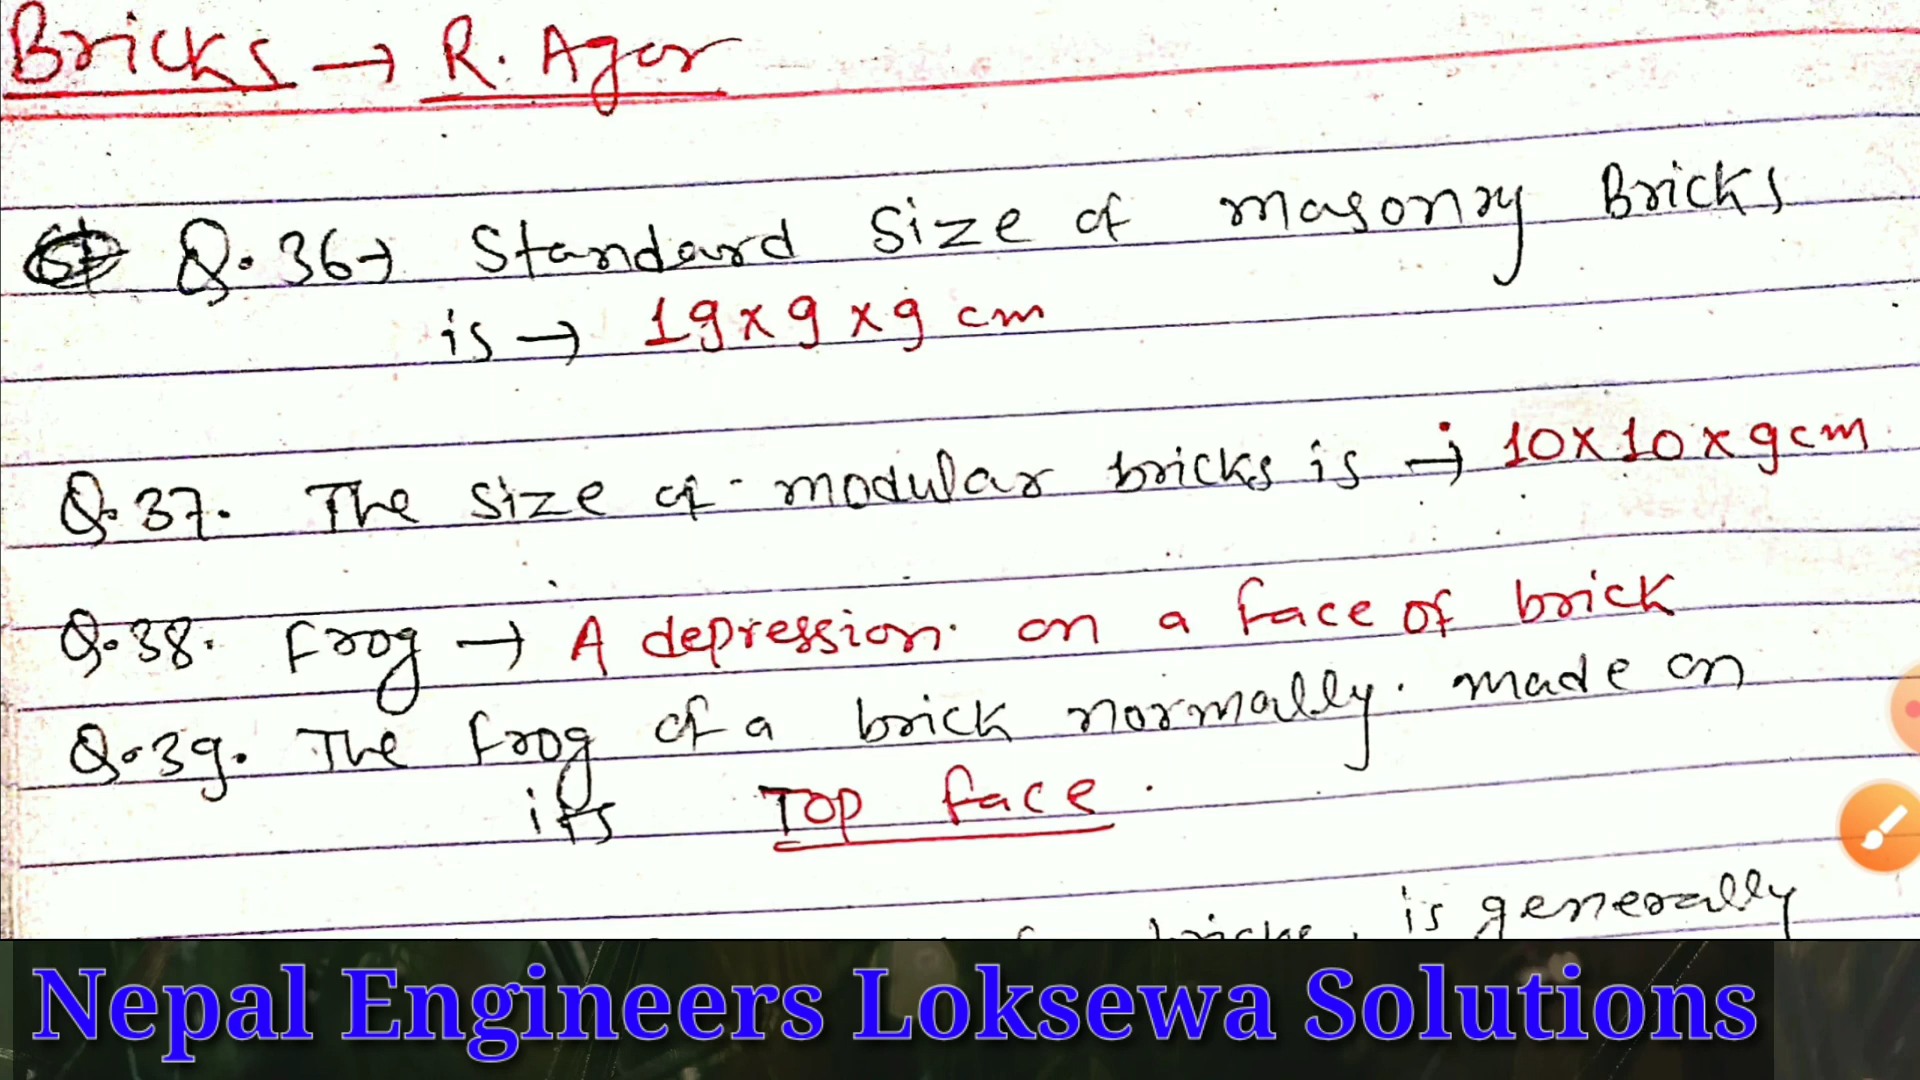 Bricks → R. Agor
Q.36→ Standard Size of masonry Bricks
is → 19x9x9 cm
Q.37. The size of modular bricks is → 10x10x9cm
Q.38. Frog → A depression on a face of brick
Q.39. The frog of a brick normally made on
its Top face.
bricks, is generally
Nepal Engineers Loksewa Solutions